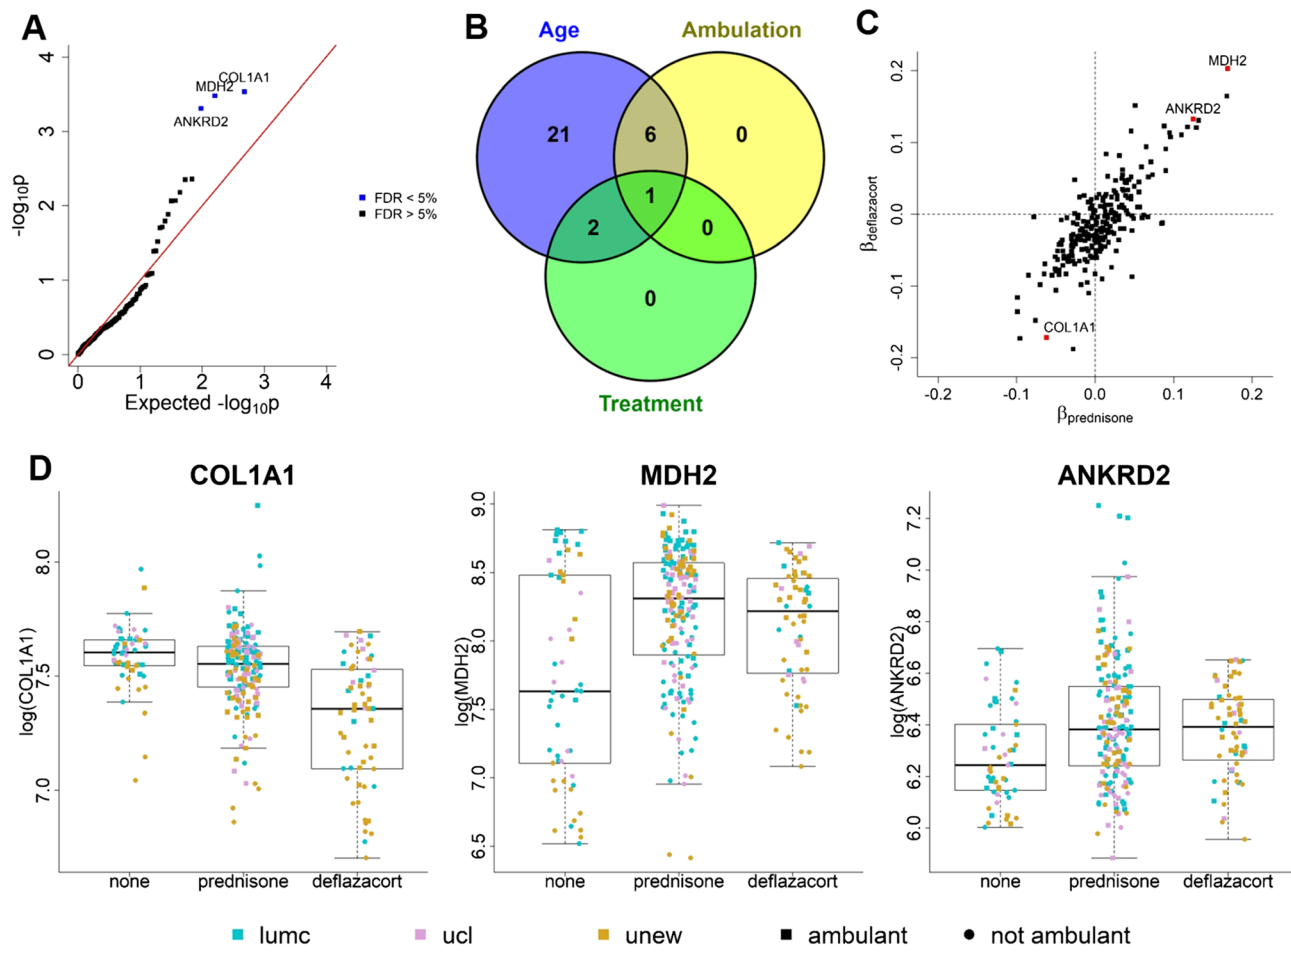 A
4
3
2
1
0
-log10p
COL1A1
MDH2
ANKRD2
FDR < 5%
FDR > 5%
0 1 2 3 4
Expected -log10p
B
Age
Ambulation
21
6
0
1
2
0
0
Treatment
C
0.2
0.1
0.0
-0.1
-0.2
βdeflazacort
MDH2
ANKRD2
COL1A1
-0.2 -0.1 0.0 0.1 0.2
βprednisone
D
COL1A1
log(COL1A1)
8.0
7.5
7.0
none prednisone deflazacort
MDH2
log(MDH2)
9.0
8.5
8.0
7.5
7.0
6.5
none prednisone deflazacort
ANKRD2
log(ANKRD2)
7.2
7.0
6.8
6.6
6.4
6.2
6.0
none prednisone deflazacort
lumc ucl unew ambulant not ambulant